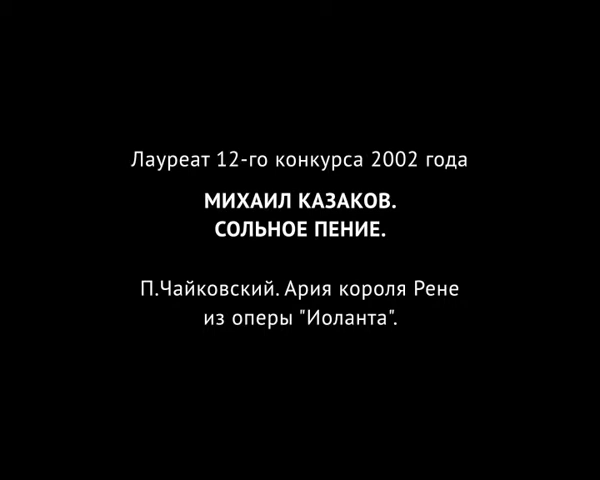 Лауреат 12-го конкурса 2002 года
МИХАИЛ КАЗАКОВ.
СОЛЬНОЕ ПЕНИЕ.
П.Чайковский. Ария короля Рене
из оперы "Иоланта".